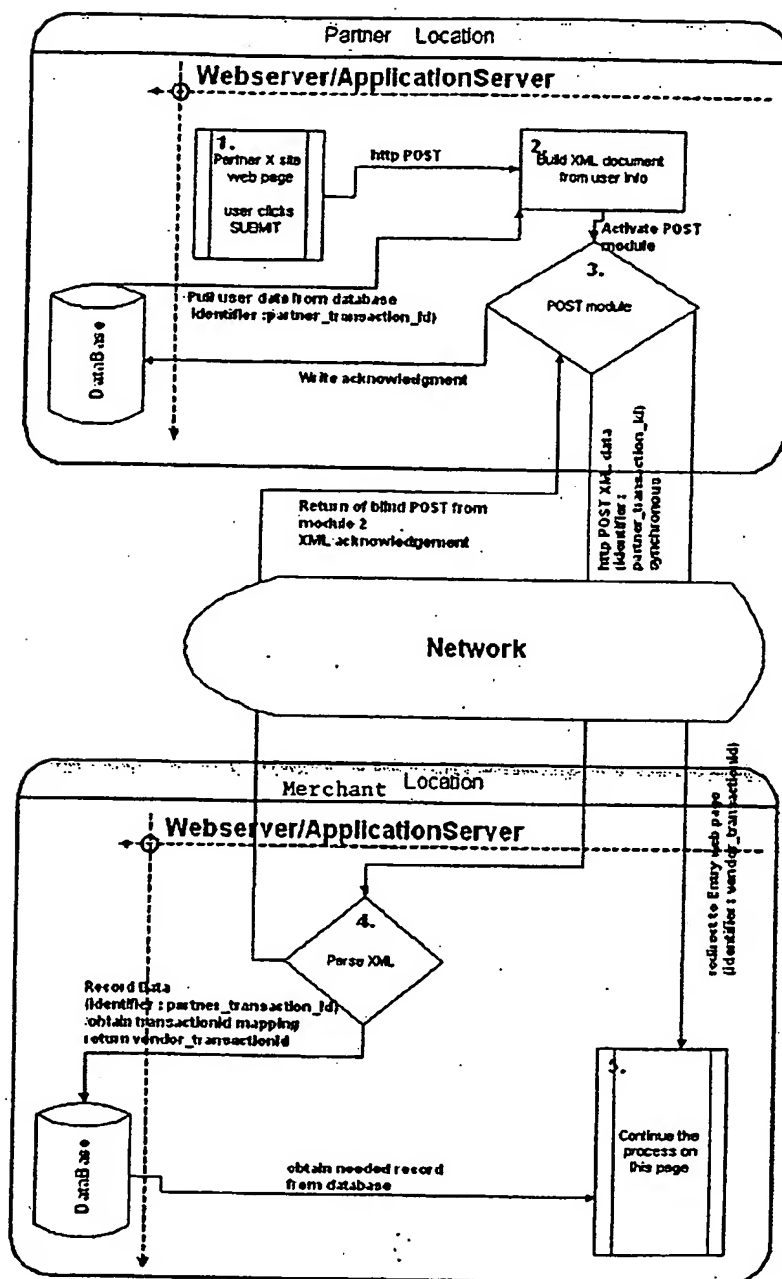 Partner Location
Webserver/ApplicationServer
1.
Partner X site
web page
user clicks
SUBMIT
http POST
2.
Build XML document
from user info
Activate POST
module
3.
POST module
Pull user data from database
identifier :partner_transaction_id)
DataBase
Write acknowledgment
Return of blind POST from
module 2
XML acknowledgement
http POST XML data
(identifier :
partner_transaction_id)
synchronous
Network
Merchant Location
Webserver/ApplicationServer
redirect to Entry web page
(identifier : vendor_transactionid)
4.
Parse XML
Record Data
(identifier : partner_transaction_id)
obtain transactionid mapping
return vendor_transactionid
5.
Continue the
process on
this page
DataBase
obtain needed record
from database